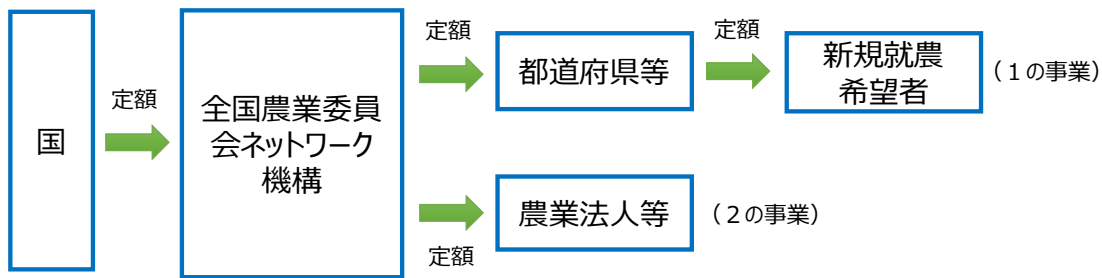 国
定額
全国農業委員
会ネットワーク
機構
定額
都道府県等
定額
新規就農
希望者
（１の事業）
定額
農業法人等
（２の事業）